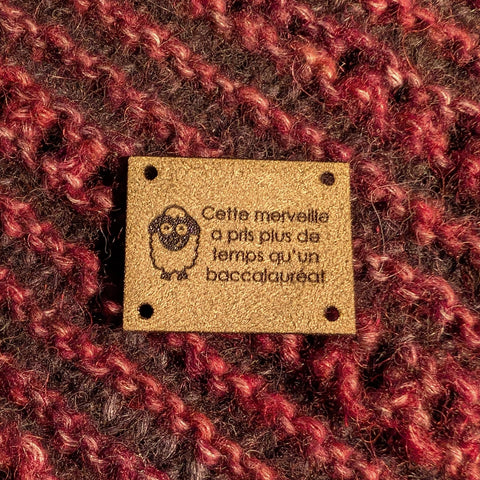 Cette merveille
a pris plus de
temps qu'un
baccalauréat